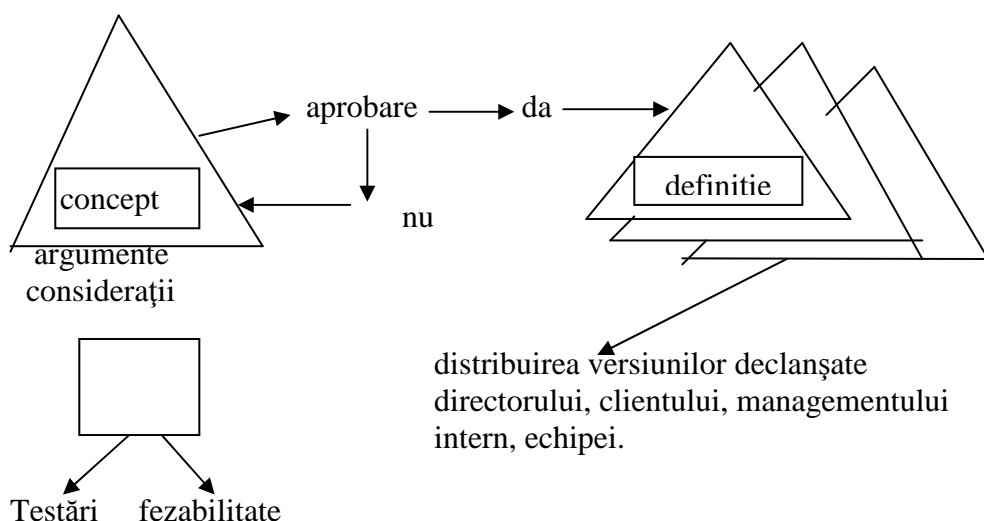 aprobare
da
concept
nu
definitie
argumente
consideraţii
distribuirea versiunilor declanşate
directorului, clientului, managementului
intern, echipei.
Testări
fezabilitate